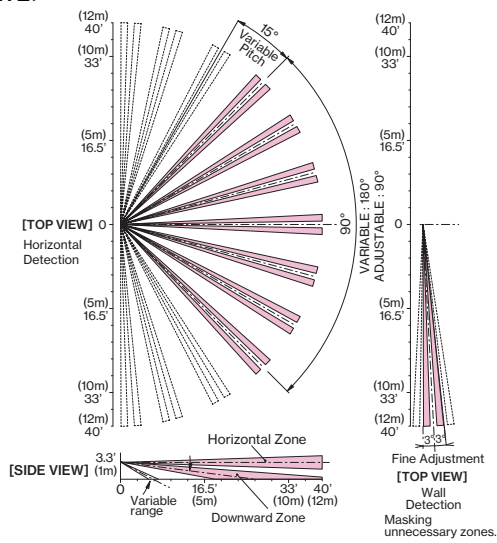 (12m)
40'
(10m)
33'
(5m)
16.5'
[TOP VIEW] 0
Horizontal
Detection
(5m)
16.5'
(10m)
33'
(12m)
40'
15°
Variable
Pitch
90°
VARIABLE : 180°
ADJUSTABLE : 90°
(12m)
40'
(10m)
33'
(5m)
16.5'
0
(5m)
16.5'
(10m)
33'
(12m)
40'
3° 3°
Fine Adjustment
[TOP VIEW]
Wall
Detection
Masking
unnecessary zones.
Horizontal Zone
3.3'
[SIDE VIEW] (1m)
0 16.5' 33' 40'
(5m) (10m) (12m)
Variable
range
Downward Zone